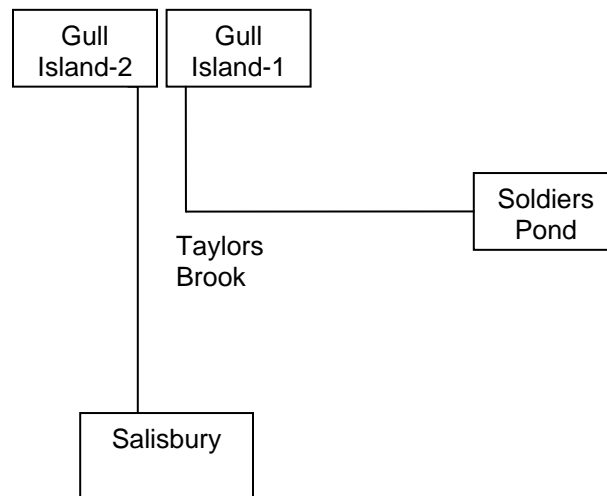 Gull
Island-2
Gull
Island-1
Soldiers
Pond
Taylors
Brook
Salisbury